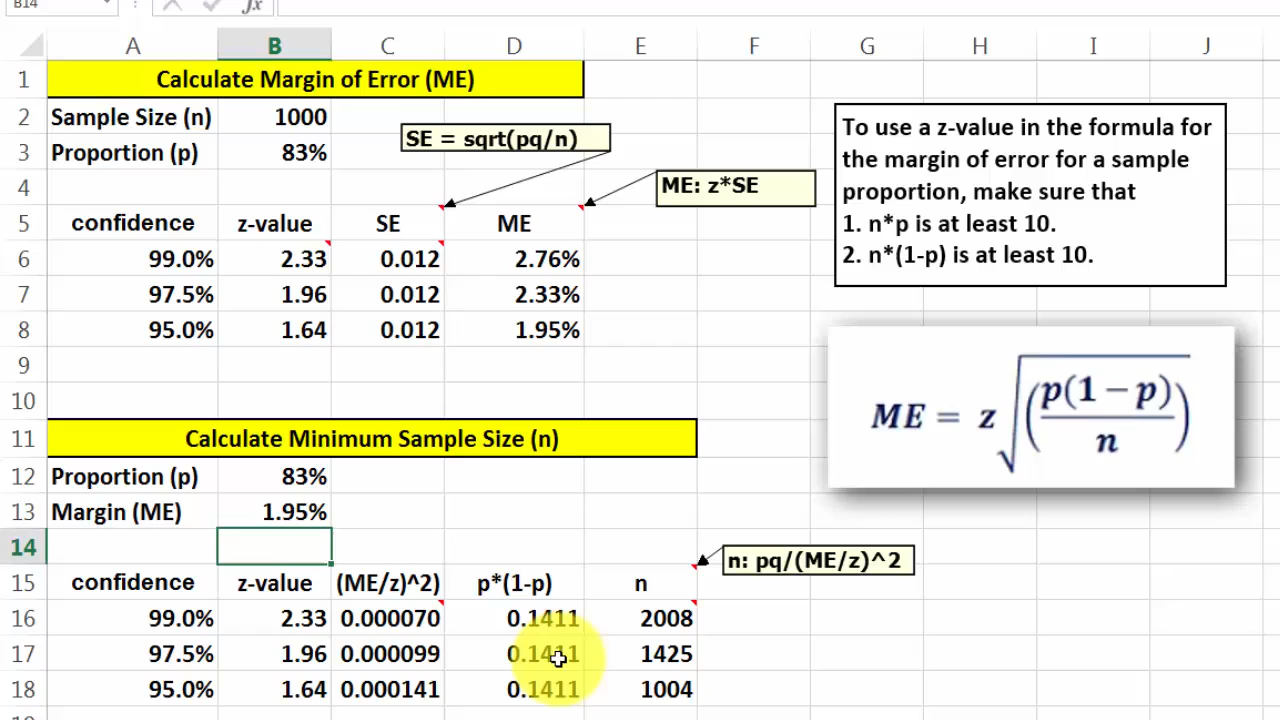 B14 fx
A B C D E F G H I J
1 Calculate Margin of Error (ME)
2 Sample Size (n) 1000
3 Proportion (p) 83%
SE = sqrt(pq/n)
4
ME: z*SE
5 confidence z-value SE ME
6 99.0% 2.33 0.012 2.76%
7 97.5% 1.96 0.012 2.33%
8 95.0% 1.64 0.012 1.95%
9
10
11 Calculate Minimum Sample Size (n)
12 Proportion (p) 83%
13 Margin (ME) 1.95%
14
n: pq/(ME/z)^2
15 confidence z-value (ME/z)^2) p*(1-p) n
16 99.0% 2.33 0.000070 0.1411 2008
17 97.5% 1.96 0.000099 0.1411 1425
18 95.0% 1.64 0.000141 0.1411 1004
To use a z-value in the formula for
the margin of error for a sample
proportion, make sure that
1. n*p is at least 10.
2. n*(1-p) is at least 10.
ME = z√(p(1 − p)/n)